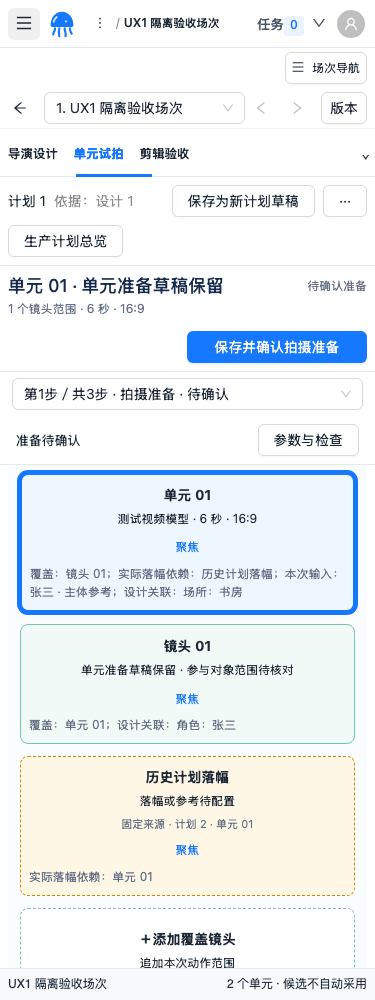 / UX1 隔离验收场次
任务 0
场次导航
1. UX1 隔离验收场次
版本
导演设计 单元试拍 剪辑验收
计划 1 依据：设计 1
保存为新计划草稿
···
生产计划总览
单元 01 · 单元准备草稿保留
待确认准备
1 个镜头范围 · 6 秒 · 16:9
保存并确认拍摄准备
第1步 / 共3步 · 拍摄准备 · 待确认
准备待确认
参数与检查
单元 01
测试视频模型 · 6 秒 · 16:9
聚焦
覆盖：镜头 01；实际落幅依赖：历史计划落幅；本次输入：
张三 · 主体参考；设计关联：场所：书房
镜头 01
单元准备草稿保留 · 参与对象范围待核对
聚焦
覆盖：单元 01；设计关联：角色：张三
历史计划落幅
落幅或参考待配置
固定来源 · 计划 2 · 单元 01
聚焦
实际落幅依赖：单元 01
＋添加覆盖镜头
追加本次动作范围
UX1 隔离验收场次
2 个单元 · 候选不自动采用